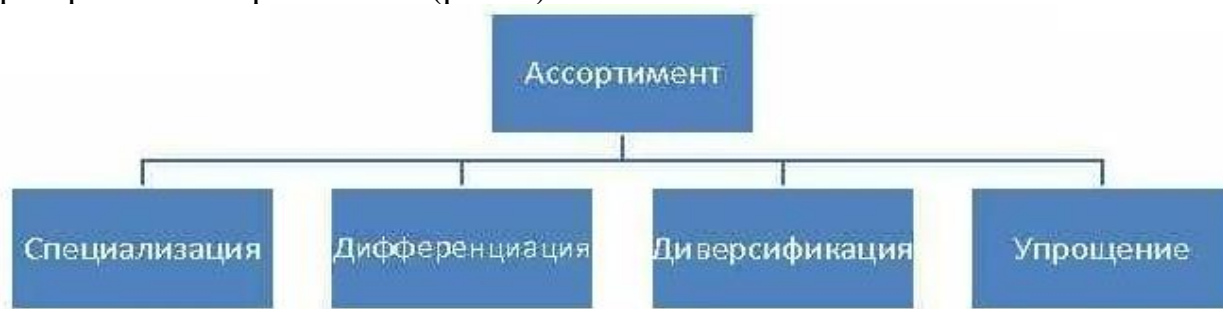 Ассортимент
Специализация
Дифференциация
Диверсификация
Упрощение